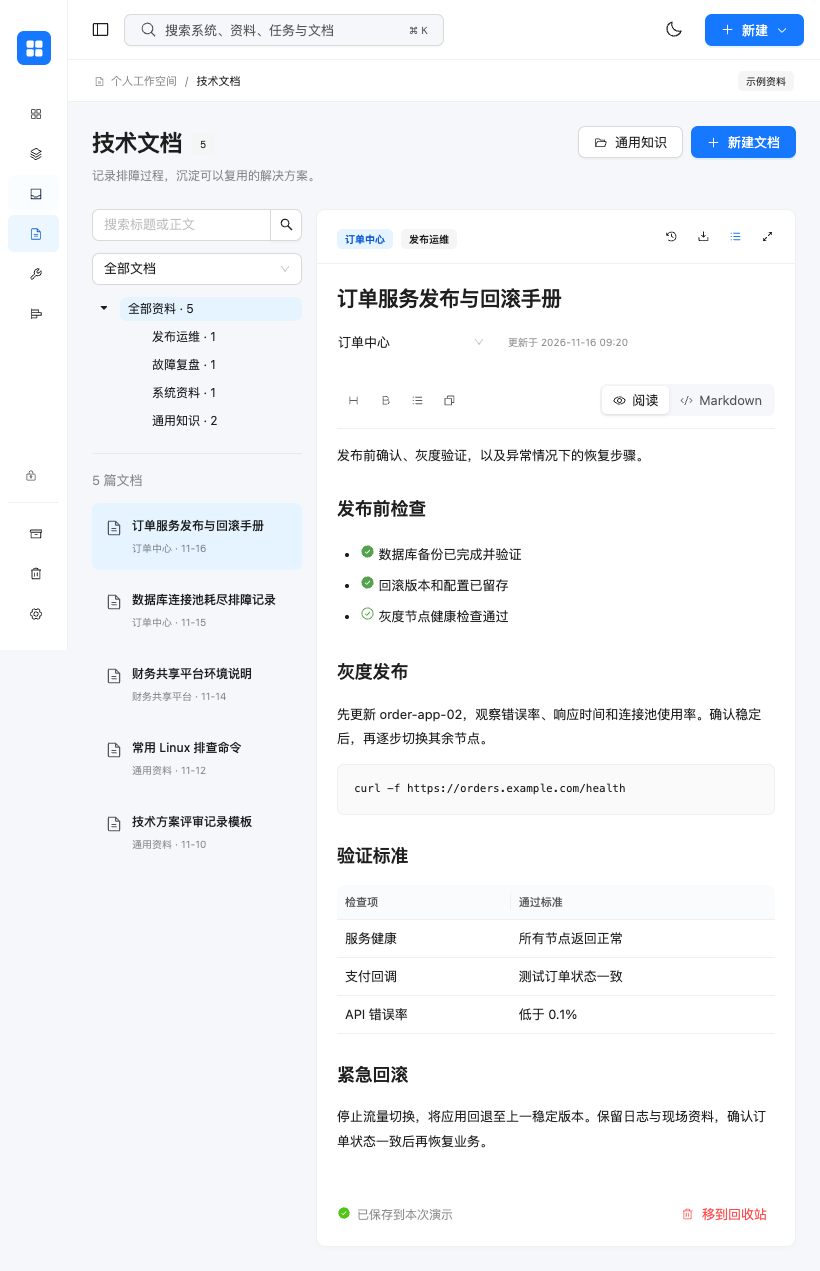 搜索系统、资料、任务与文档
⌘ K
新建
个人工作空间 / 技术文档
示例资料
技术文档 5
通用知识
新建文档
记录排障过程，沉淀可以复用的解决方案。
搜索标题或正文
全部文档
全部资料 · 5
发布运维 · 1
故障复盘 · 1
系统资料 · 1
通用知识 · 2
5 篇文档
订单服务发布与回滚手册
订单中心 · 11-16
数据库连接池耗尽排障记录
订单中心 · 11-15
财务共享平台环境说明
财务共享平台 · 11-14
常用 Linux 排查命令
通用资料 · 11-12
技术方案评审记录模板
通用资料 · 11-10
订单中心
发布运维
订单服务发布与回滚手册
订单中心
更新于 2026-11-16 09:20
H
B
阅读
Markdown
发布前确认、灰度验证，以及异常情况下的恢复步骤。
发布前检查
数据库备份已完成并验证
回滚版本和配置已留存
灰度节点健康检查通过
灰度发布
先更新 order-app-02，观察错误率、响应时间和连接池使用率。确认稳定
后，再逐步切换其余节点。
curl -f https://orders.example.com/health
验证标准
检查项 通过标准
服务健康 所有节点返回正常
支付回调 测试订单状态一致
API 错误率 低于 0.1%
紧急回滚
停止流量切换，将应用回退至上一稳定版本。保留日志与现场资料，确认订
单状态一致后再恢复业务。
已保存到本次演示
移到回收站